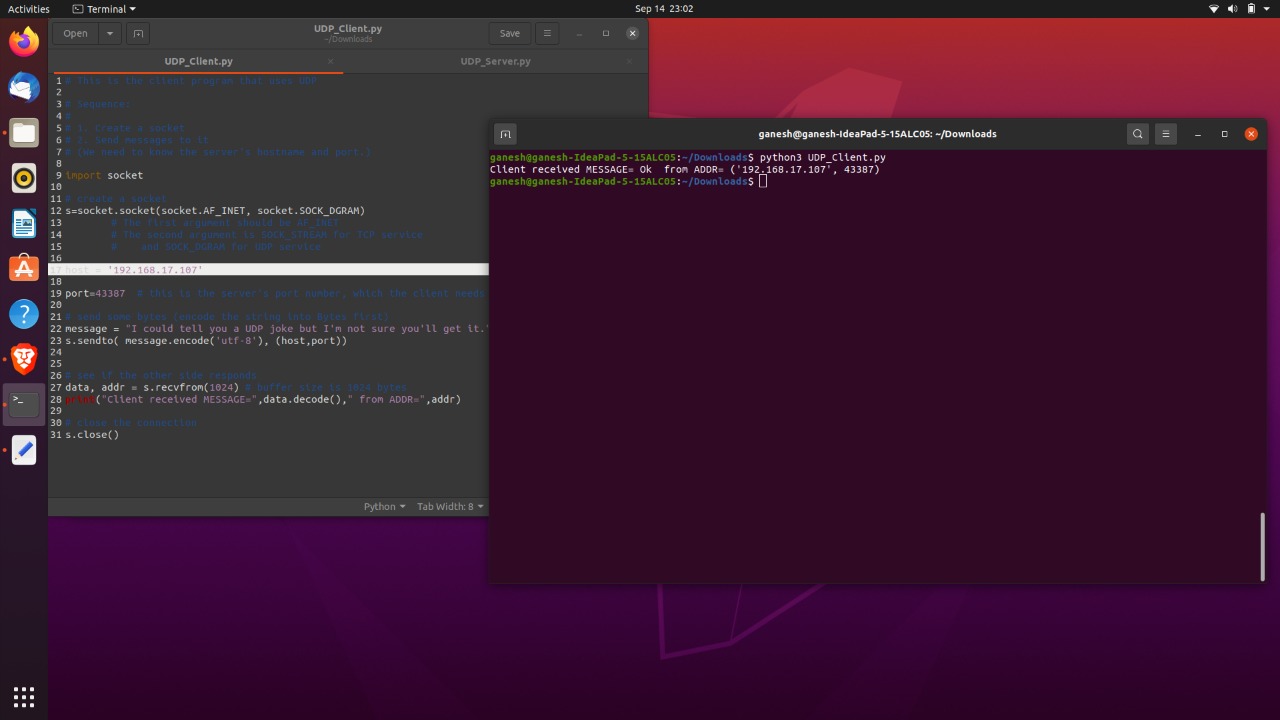 Activities
Terminal
Sep 14 23:02
Open
UDP_Client.py
~/Downloads
Save
UDP_Client.py
UDP_Server.py
1 # This is the client program that uses UDP
2
3 # Sequence:
4 #
5 # 1. Create a socket
6 # 2. Send messages to it
7 # (We need to know the server's hostname and port.)
8
9 import socket
10
11 # Create a socket
12 s=socket.socket(socket.AF_INET, socket.SOCK_DGRAM)
13 # The first argument should be AF_INET
14 # The second argument is SOCK_STREAM for TCP service
15 # and SOCK_DGRAM for UDP service
16
17 host = '192.168.17.107'
18
19 port=43387 # this is the server's port number, which the client needs
20
21 # send some bytes (encode the string into Bytes first)
22 message = "I could tell you a UDP joke but I'm not sure you'll get it."
23 s.sendto( message.encode('utf-8'), (host,port))
24
25
26 # see if the other side responds
27 data, addr = s.recvfrom(1024) # buffer size is 1024 bytes
28 print("Client received MESSAGE=",data.decode()," from ADDR=",addr)
29
30 # close the connection
31 s.close()
Python
Tab Width: 8
ganesh@ganesh-IdeaPad-5-15ALC05: ~/Downloads
ganesh@ganesh-IdeaPad-5-15ALC05:~/Downloads$ python3 UDP_Client.py
Client received MESSAGE= Ok  from ADDR= ('192.168.17.107', 43387)
ganesh@ganesh-IdeaPad-5-15ALC05:~/Downloads$